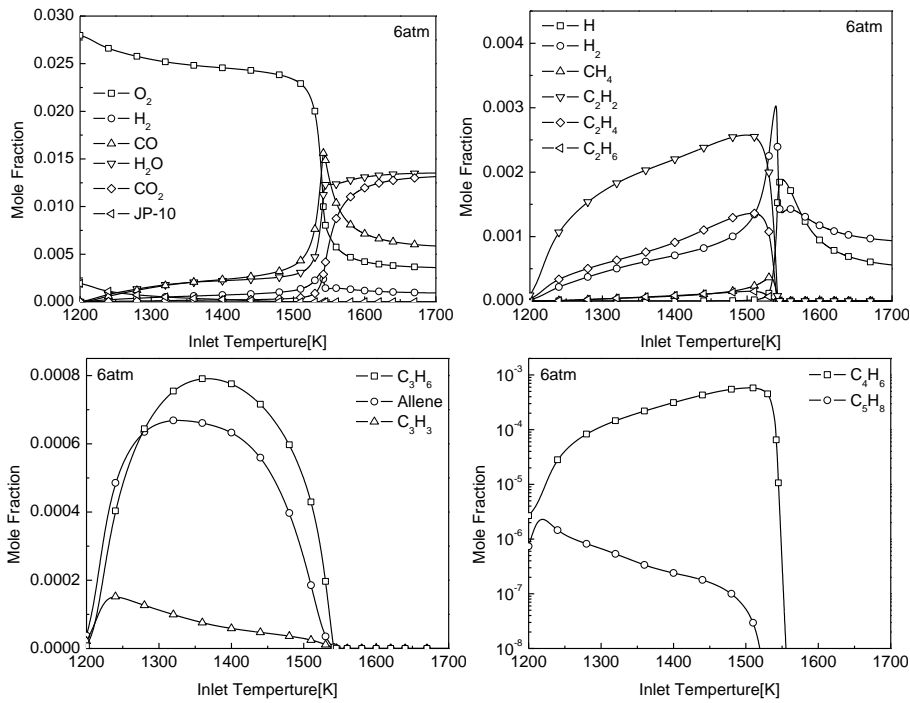 0.030
0.025
0.020
0.015
0.010
0.005
0.000
Mole Fraction
6atm
O2
H2
CO
H2O
CO2
JP-10
1200 1300 1400 1500 1600 1700
Inlet Temperture[K]
0.004
0.003
0.002
0.001
0.000
Mole Fraction
H
H2
CH4
C2H2
C2H4
C2H6
6atm
1200 1300 1400 1500 1600 1700
Inlet Temperture[K]
0.0008
0.0006
0.0004
0.0002
0.0000
Mole Fraction
6atm
C3H6
Allene
C3H3
1200 1300 1400 1500 1600 1700
Inlet Temperture[K]
10-3
10-4
10-5
10-6
10-7
10-8
Mole Fraction
6atm
C4H6
C5H8
1200 1300 1400 1500 1600 1700
Inlet Temperture[K]